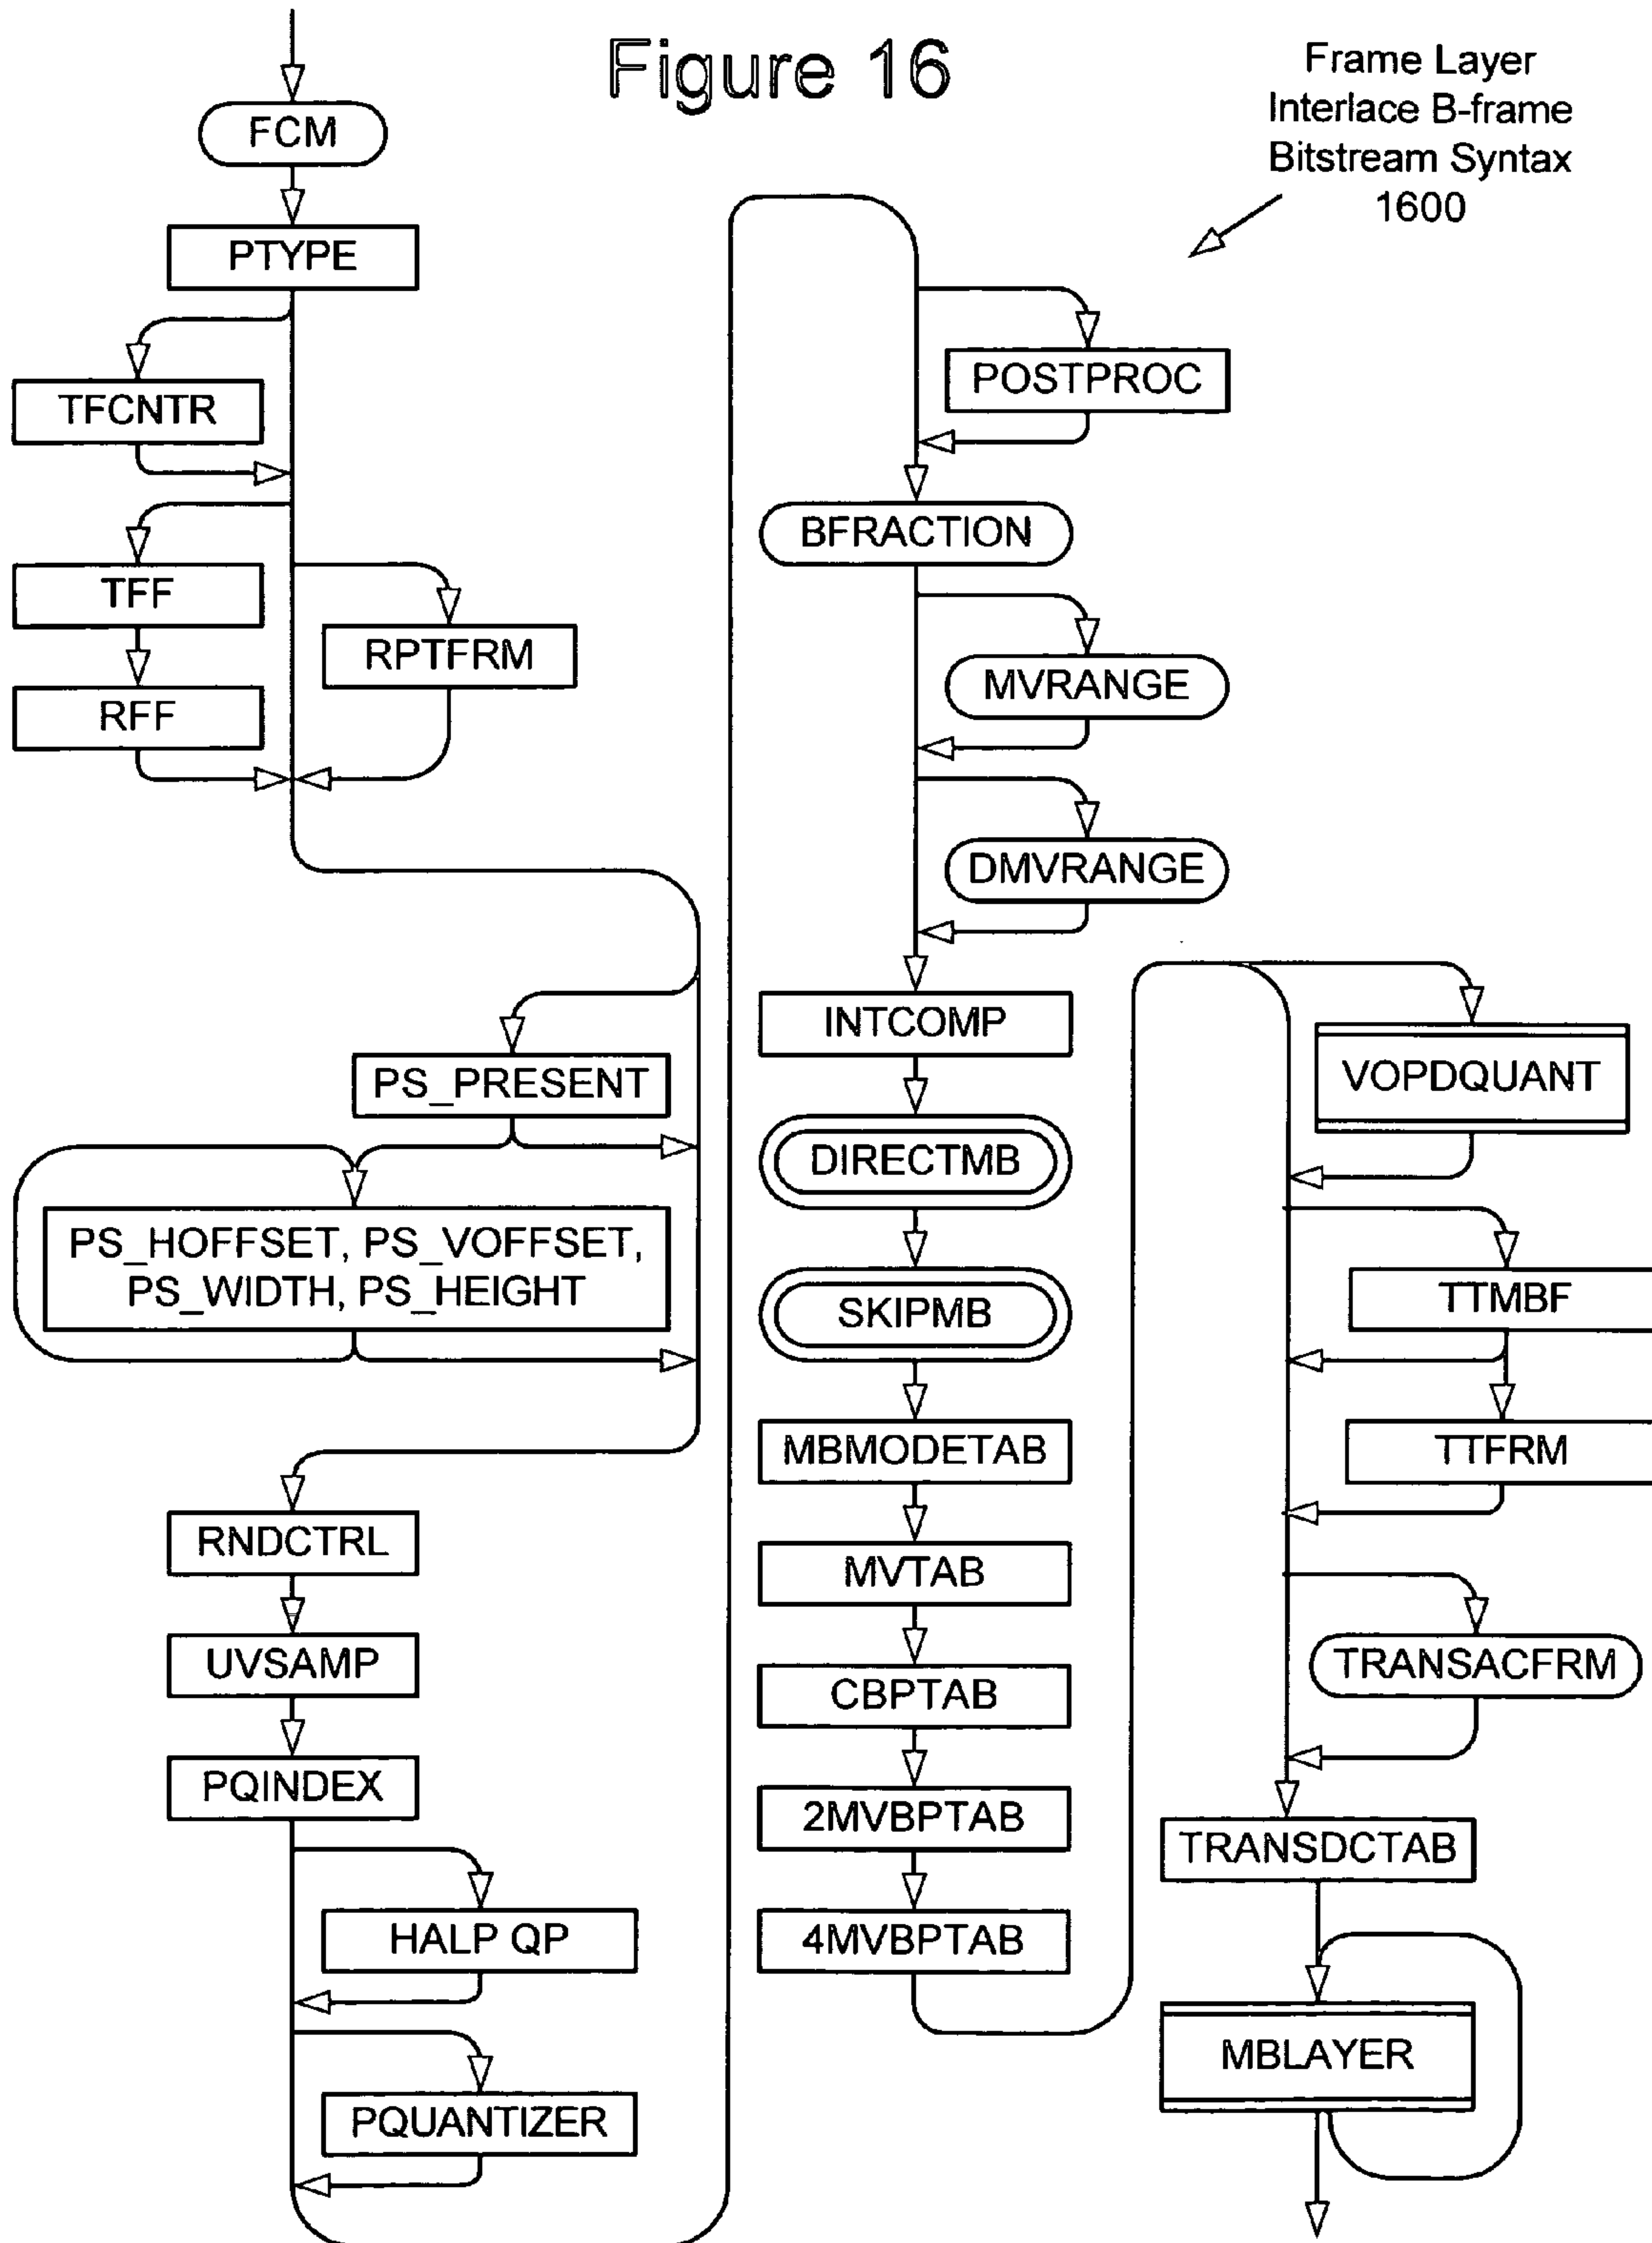 Figure 16
Frame Layer
Interlace B-frame
Bitstream Syntax
1600
FCM
PTYPE
TFCNTR
TFF
RPTFRM
RFF
PS_PRESENT
PS_HOFFSET, PS_VOFFSET,
PS_WIDTH, PS_HEIGHT
RNDCTRL
UVSAMP
PQINDEX
HALP QP
PQUANTIZER
POSTPROC
BFRACTION
MVRANGE
DMVRANGE
INTCOMP
DIRECTMB
SKIPMB
MBMODETAB
MVTAB
CBPTAB
2MVBPTAB
4MVBPTAB
VOPDQUANT
TTMBF
TTFRM
TRANSACFRM
TRANSDCTAB
MBLAYER